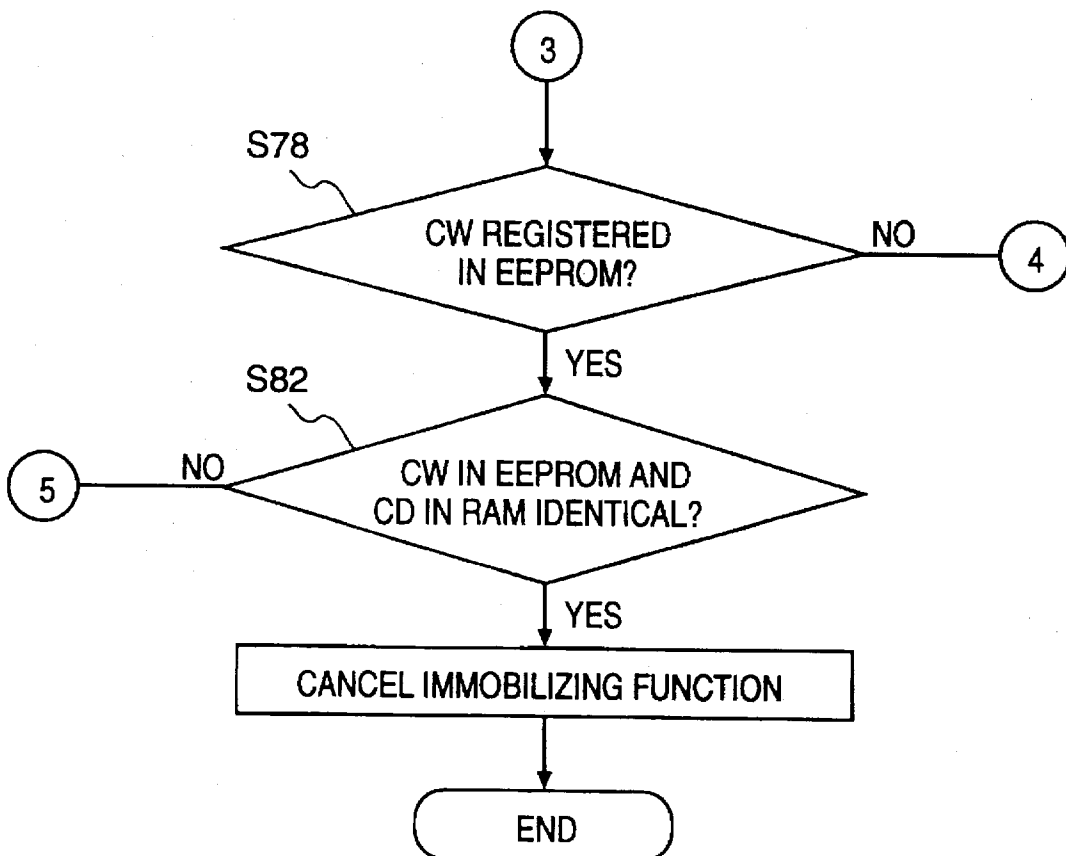 3
S78
CW REGISTERED
IN EEPROM?
NO
4
YES
S82
NO
5
CW IN EEPROM AND
CD IN RAM IDENTICAL?
YES
CANCEL IMMOBILIZING FUNCTION
END